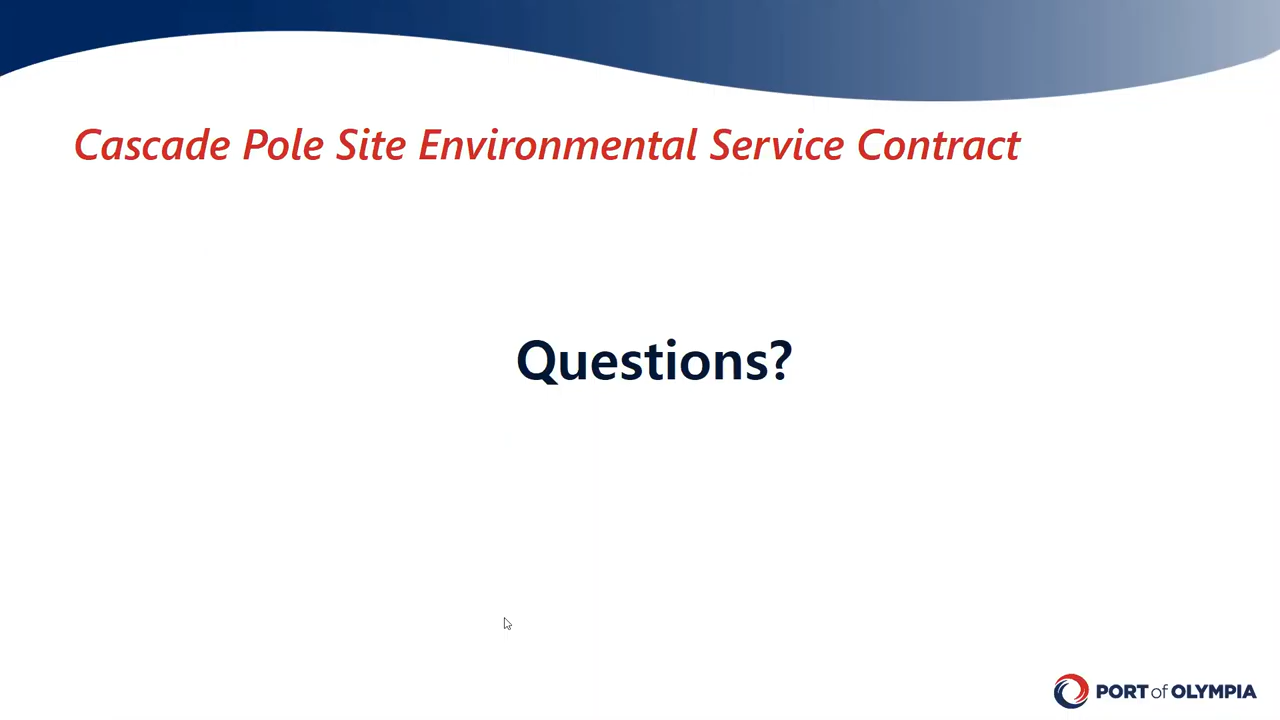 Cascade Pole Site Environmental Service Contract
Questions?
PORT of OLYMPIA